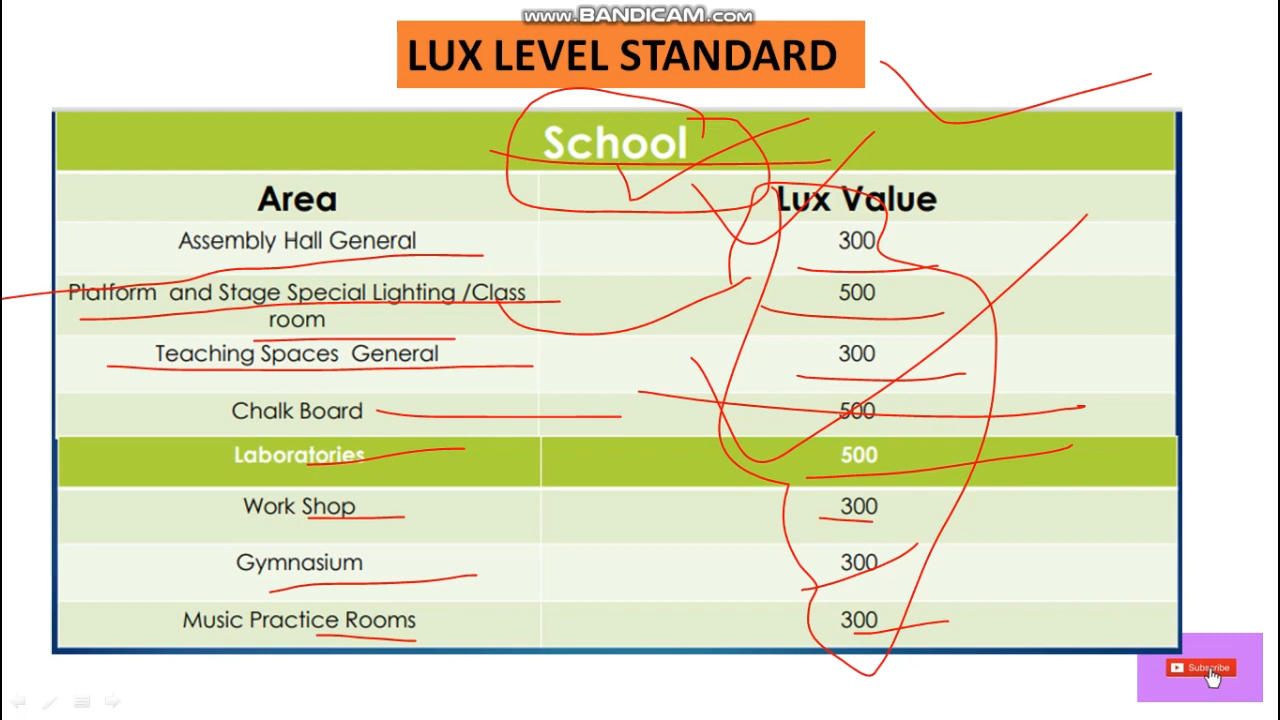 www.BANDICAM.com
LUX LEVEL STANDARD
School
Area Lux Value
Assembly Hall General 300
Platform and Stage Special Lighting /Class 500
room
Teaching Spaces General 300
Chalk Board 500
Laboratories 500
Work Shop 300
Gymnasium 300
Music Practice Rooms 300
Subscribe